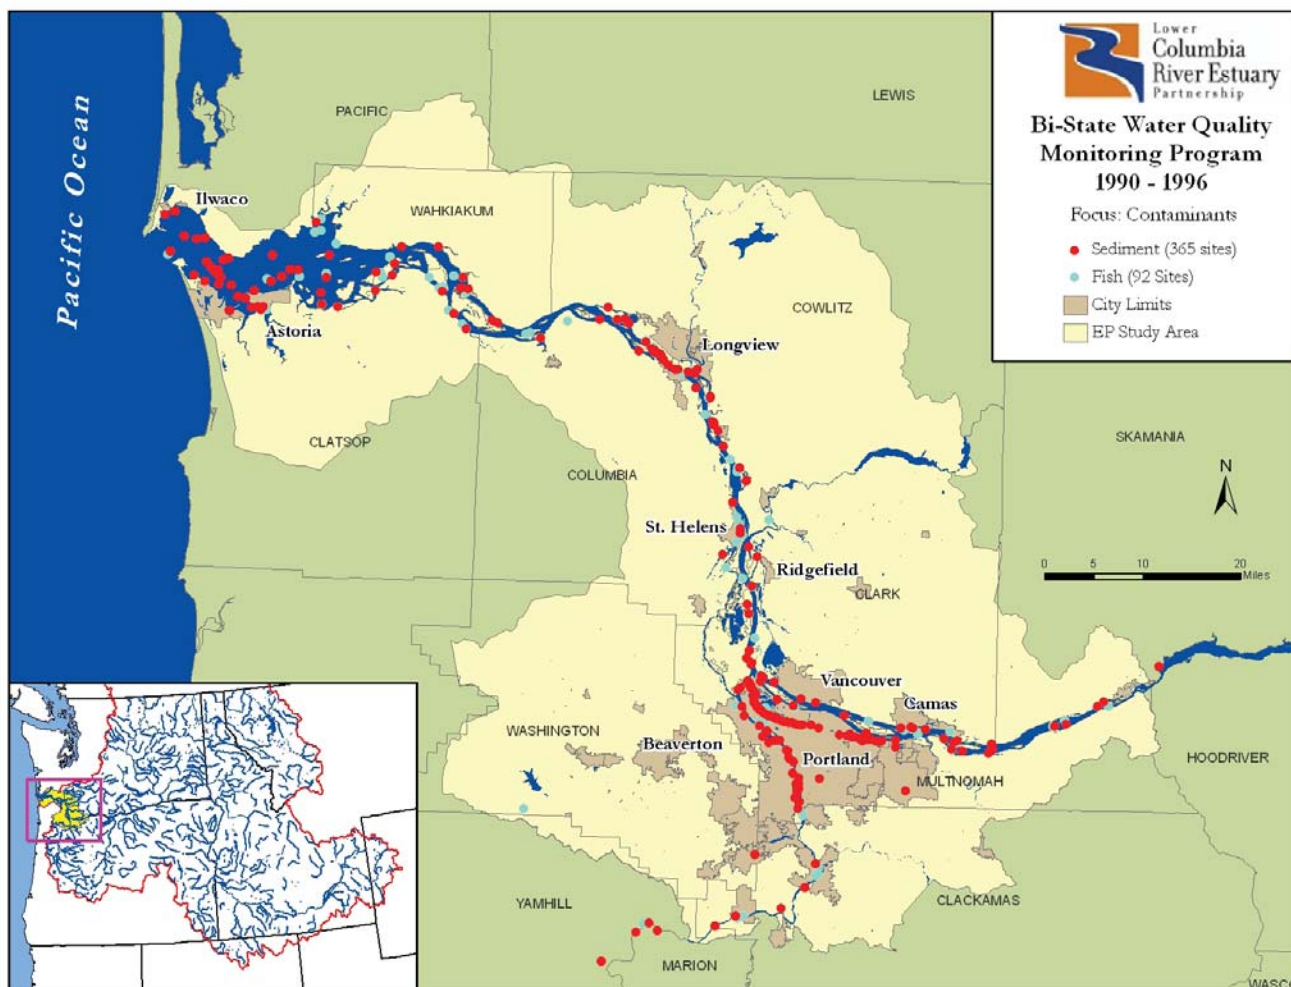 Lower
Columbia
River Estuary
Partnership
Bi-State Water Quality
Monitoring Program
1990 - 1996
Focus: Contaminants
Sediment (365 sites)
Fish (92 Sites)
City Limits
EP Study Area
Pacific Ocean
PACIFIC
LEWIS
Ilwaco
WAHKIAKUM
COWLITZ
Astoria
Longview
CLATSOP
SKAMANIA
COLUMBIA
N
St. Helens
Ridgefield
0 5 10 20
Miles
CLARK
Vancouver
Camas
WASHINGTON
Beaverton
Portland
HOODRIVER
MULTNOMAH
YAMHILL
CLACKAMAS
MARION
WASCO